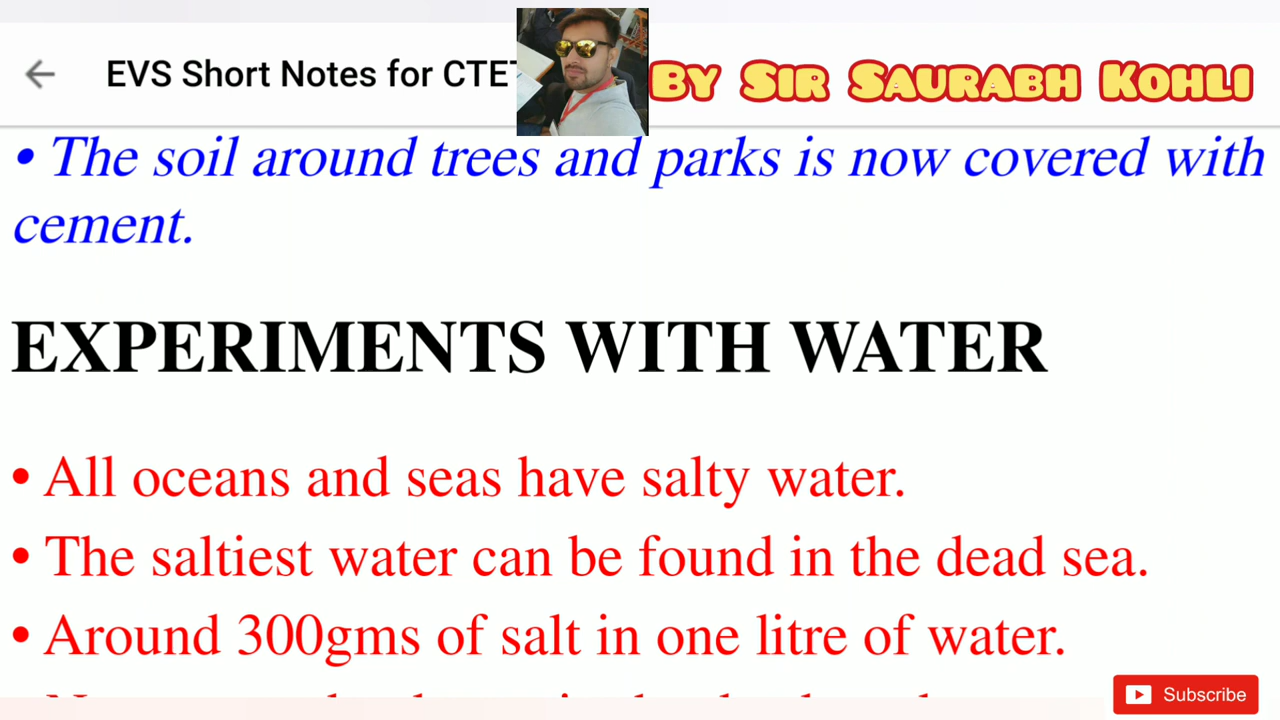 EVS Short Notes for CTET
By Sir Saurabh Kohli
• The soil around trees and parks is now covered with
cement.
EXPERIMENTS WITH WATER
• All oceans and seas have salty water.
• The saltiest water can be found in the dead sea.
• Around 300gms of salt in one litre of water.
Subscribe